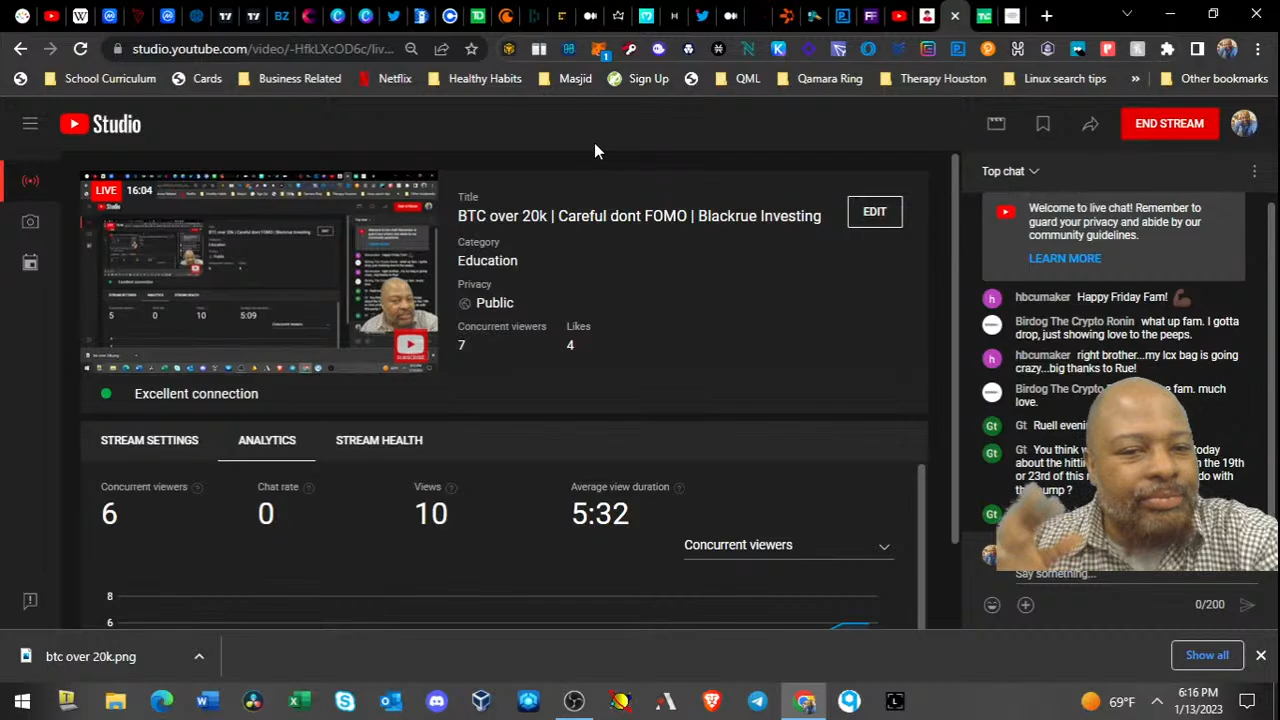 studio.youtube.com/video/-HfkLXcOD6c/liv...
School Curriculum
Cards
Business Related
Netflix
Healthy Habits
Masjid
Sign Up
QML
Qamara Ring
Therapy Houston
Linux search tips
»
Other bookmarks
Studio
END STREAM
LIVE 16:04
Title
BTC over 20k | Careful dont FOMO | Blackrue Investing
EDIT
Category
Education
Privacy
Public
Concurrent viewers
Likes
7
4
Excellent connection
STREAM SETTINGS
ANALYTICS
STREAM HEALTH
Concurrent viewers
Chat rate
Views
Average view duration
6
0
10
5:32
Concurrent viewers
8
6
Top chat
Welcome to live chat! Remember
to guard your privacy and abide by our
community guidelines.
LEARN MORE
hbcumaker Happy Friday Fam!
Birdog The Crypto Ronin what up fam. I gotta
drop, just showing love to the peeps.
hbcumaker right brother...my lcx bag is going
crazy...big thanks to Rue!
Birdog The Crypto fam. much
love.
Gt Ruell
Gt You think today
about the hitti the 19th
or 23rd of this do with
ump ?
Say something...
0/200
btc over 20k.png
Show all
69°F
6:16 PM
1/13/2023